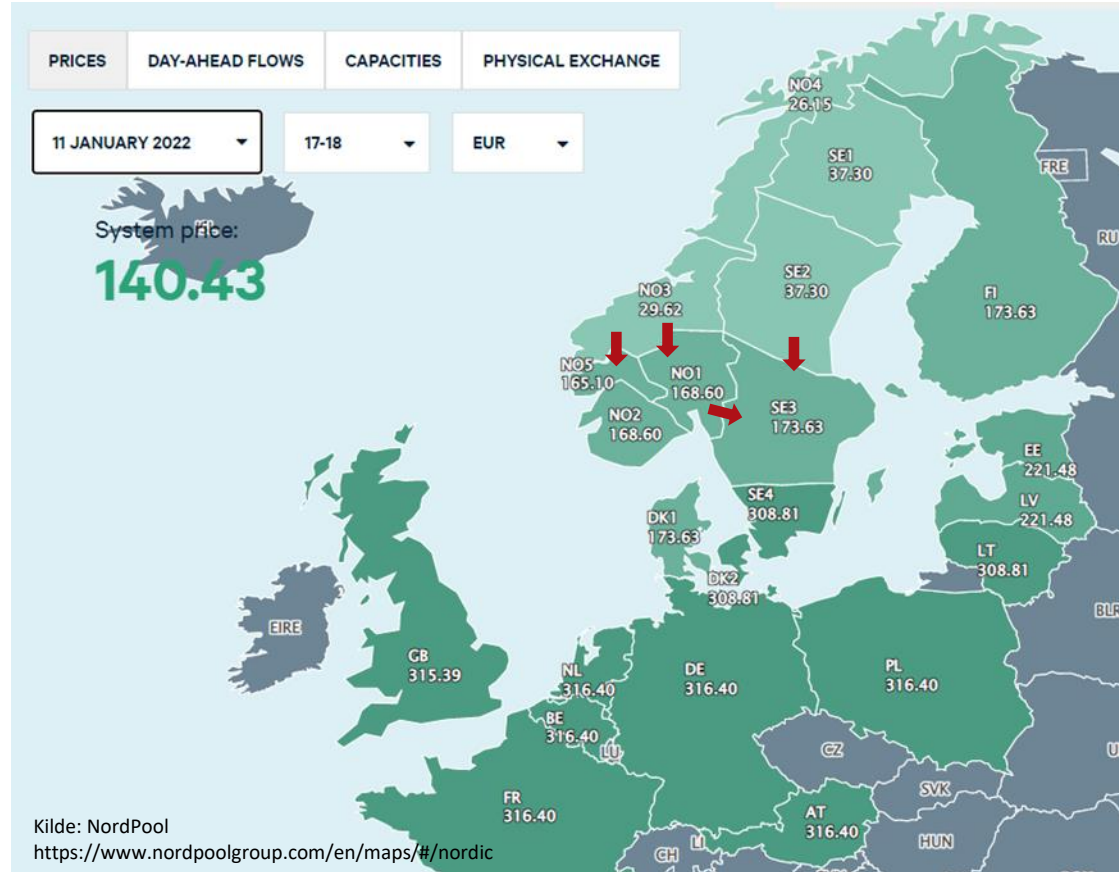 PRICES
DAY-AHEAD FLOWS
CAPACITIES
PHYSICAL EXCHANGE
11 JANUARY 2022
17-18
EUR
System price:
140.43
NO4
26.15
SE1
37.30
FRE
RU
SE2
37.30
NO3
29.62
FI
173.63
NO5
165.10
NO1
168.60
NO2
168.60
SE3
173.63
EE
221.48
SE4
308.81
LV
221.48
DK1
173.63
LT
308.81
DK2
308.81
BLR
EIRE
GB
315.39
NL
316.40
DE
316.40
PL
316.40
BE
316.40
LU
CZ
U
SVK
FR
316.40
AT
316.40
HUN
LI
CH
Kilde: NordPool
https://www.nordpoolgroup.com/en/maps/#/nordic